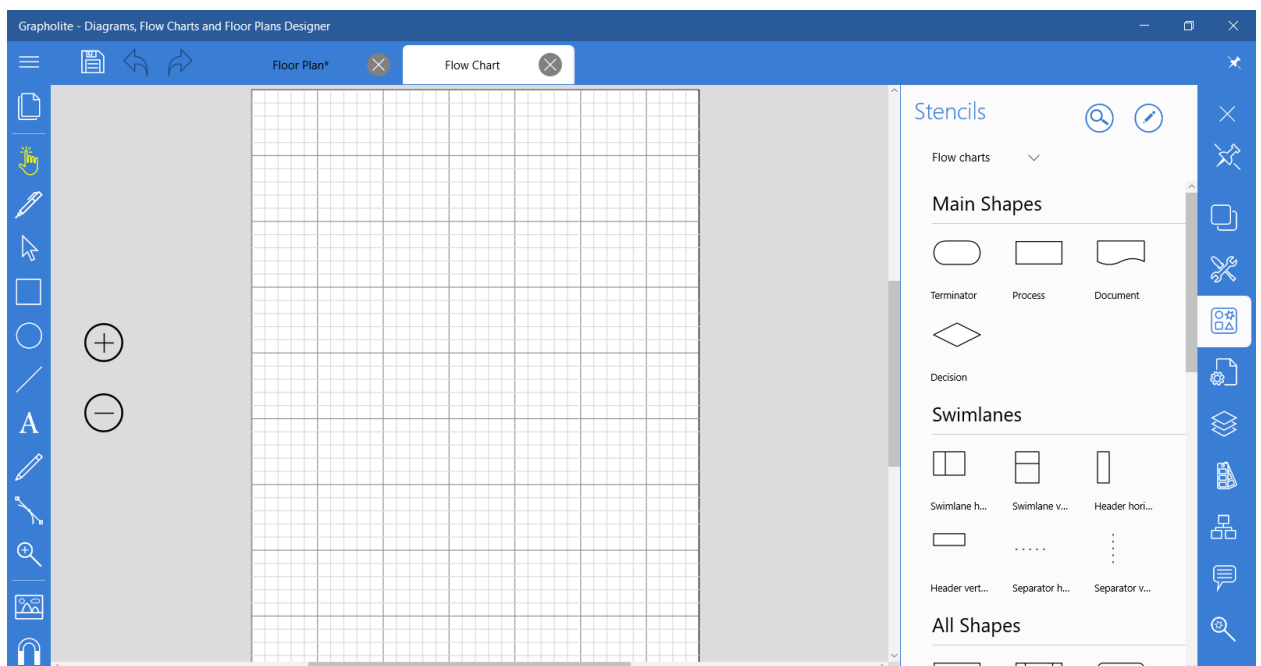 Grapholite - Diagrams, Flow Charts and Floor Plans Designer
Floor Plan*
Flow Chart
Stencils
Flow charts
Main Shapes
Terminator
Process
Document
Decision
Swimlanes
Swimlane h...
Swimlane v...
Header hori...
Header vert...
Separator h...
Separator v...
All Shapes
A